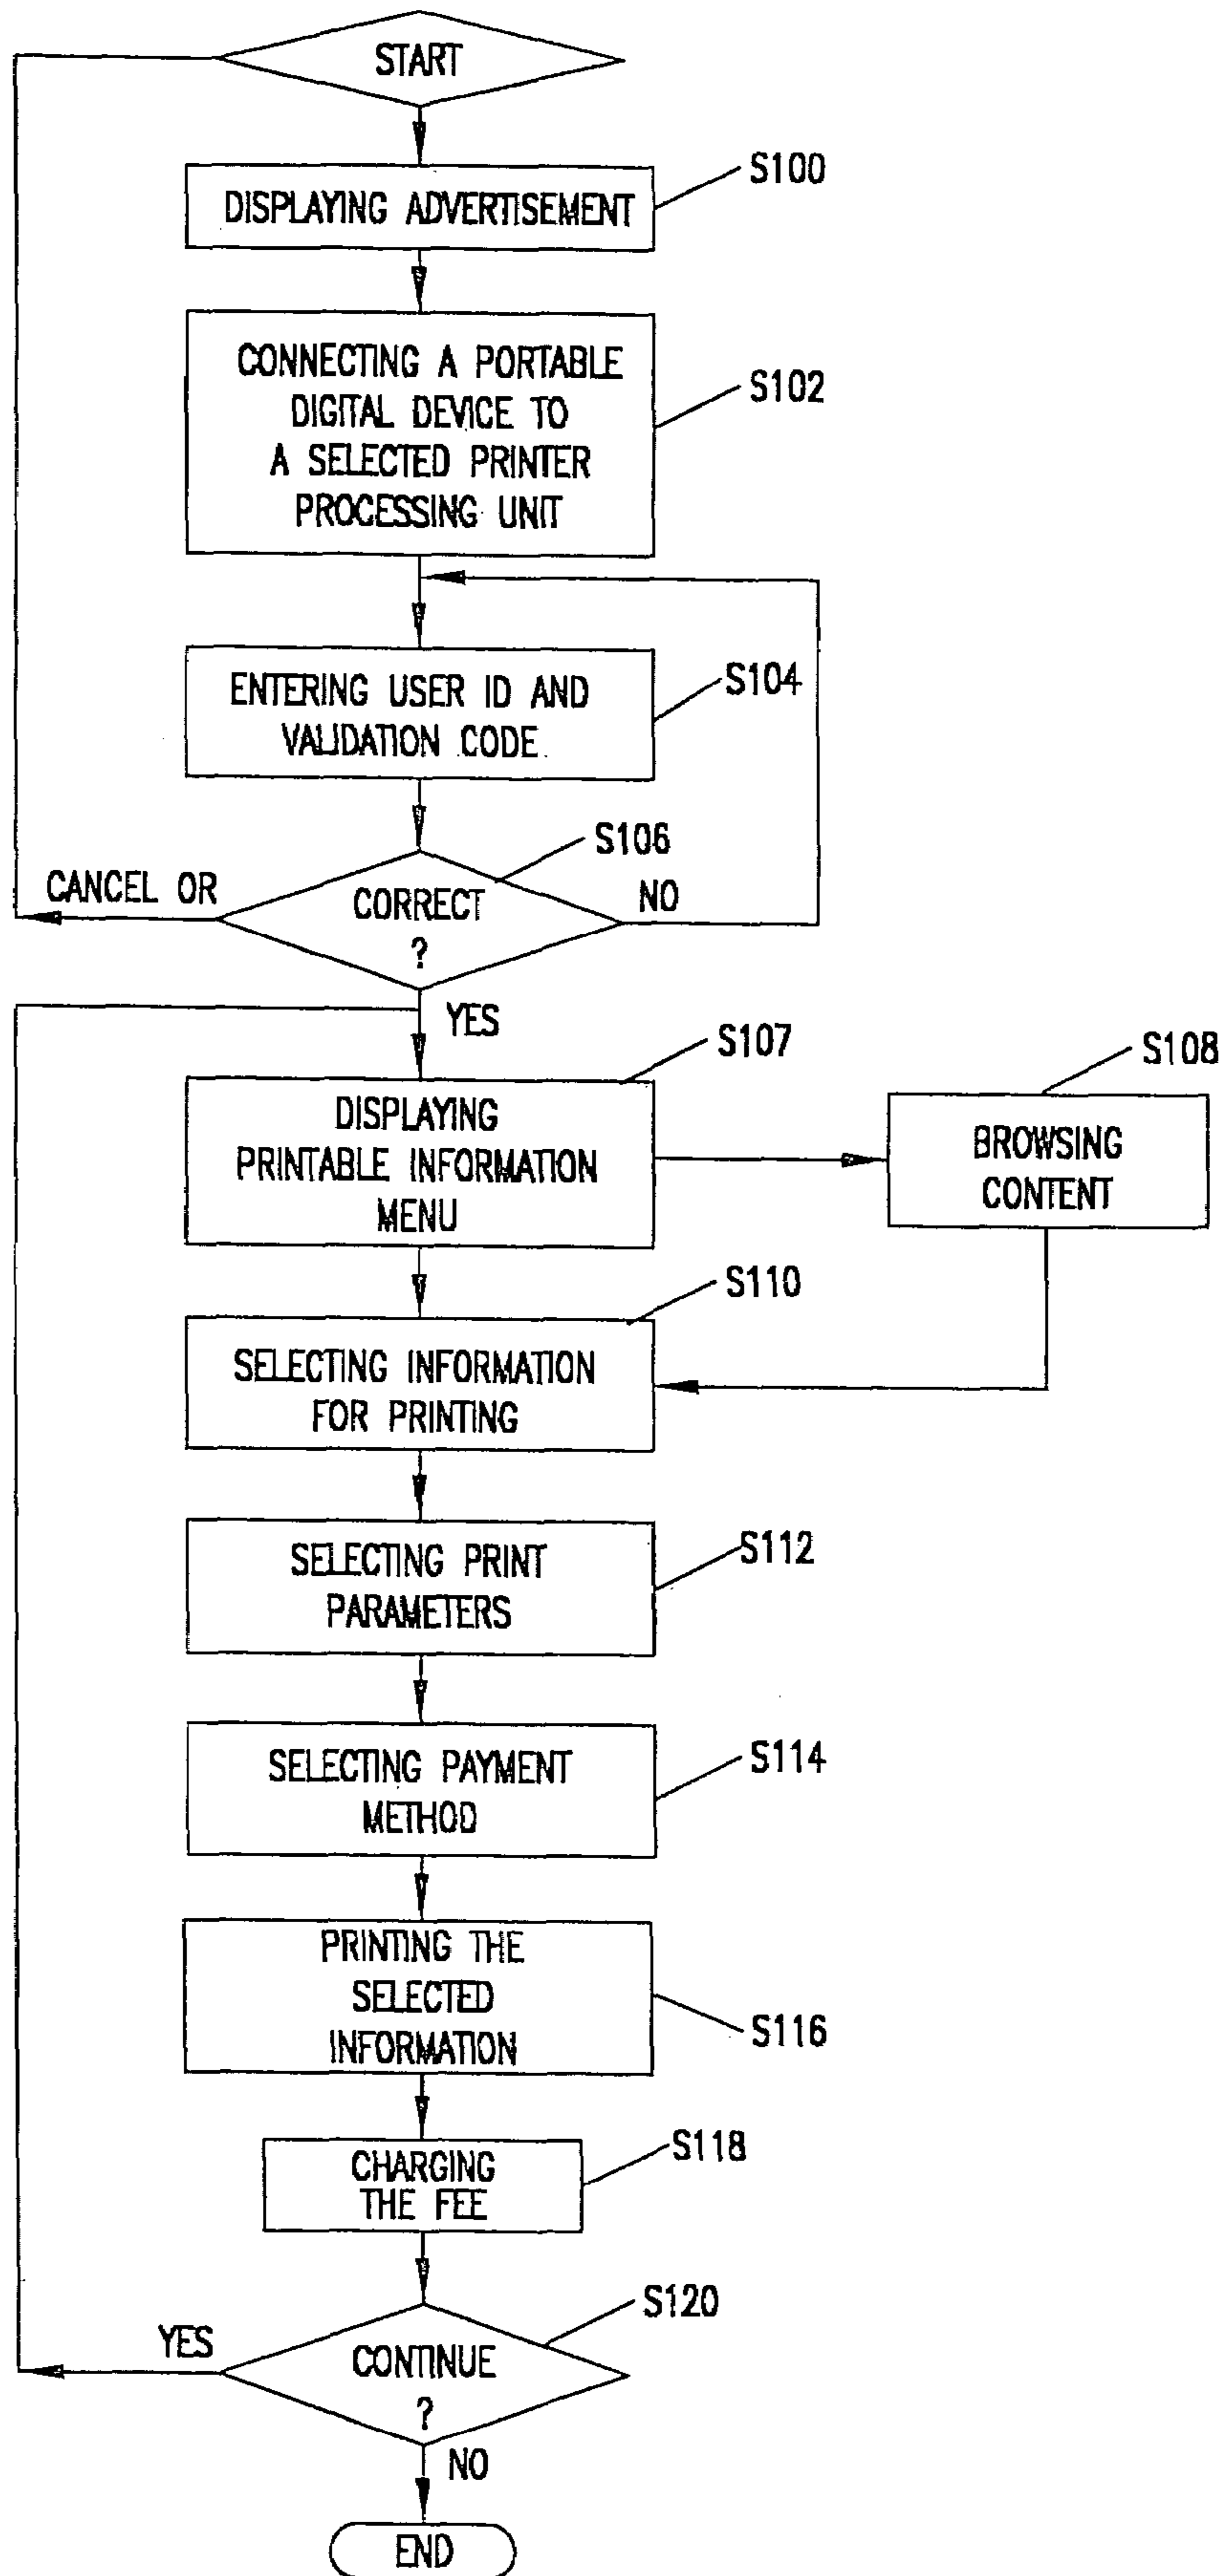 START
S100
DISPLAYING ADVERTISEMENT
CONNECTING A PORTABLE
DIGITAL DEVICE TO
A SELECTED PRINTER
PROCESSING UNIT
S102
ENTERING USER ID AND
VALIDATION CODE
S104
S106
CANCEL OR
CORRECT
?
NO
YES
S107
DISPLAYING
PRINTABLE INFORMATION
MENU
S108
BROWSING
CONTENT
S110
SELECTING INFORMATION
FOR PRINTING
SELECTING PRINT
PARAMETERS
S112
SELECTING PAYMENT
METHOD
S114
PRINTING THE
SELECTED
INFORMATION
S116
CHARGING
THE FEE
S118
S120
YES
CONTINUE
?
NO
END